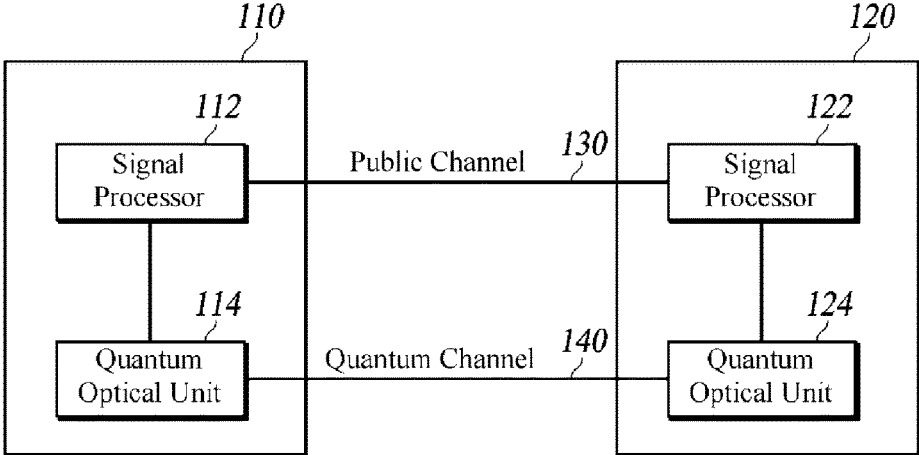 110
120
112
122
Signal
Processor
Public Channel
130
Signal
Processor
114
124
Quantum
Optical Unit
Quantum Channel
140
Quantum
Optical Unit